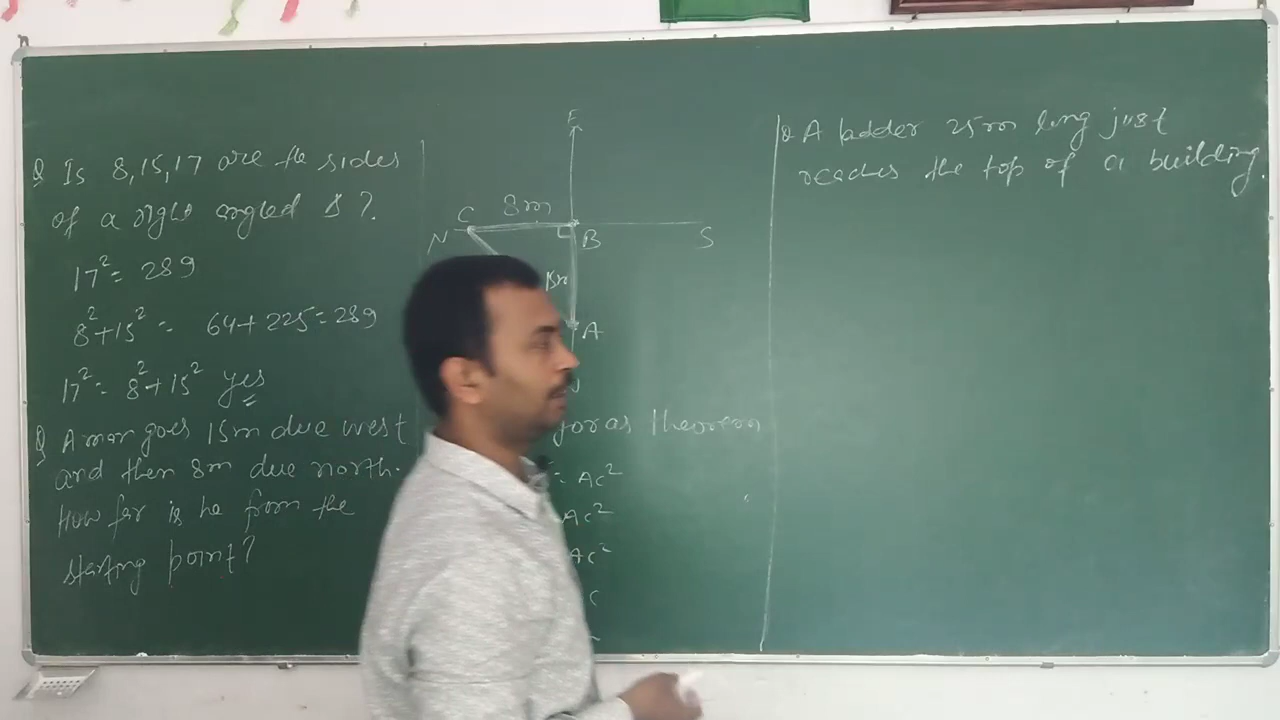 Q Is 8,15,17 are the sides
of a right angled Δ ?
17² = 289
8² + 15² = 64 + 225 = 289
17² = 8² + 15² yes
Q A man goes 15m due west
and then 8m due north.
How far is he from the
starting point?
E
C 8m
N B S
15m
A
goras theorem
= AC²
AC²
AC²
C
Q A ladder 25m long just
reaches the top of a building